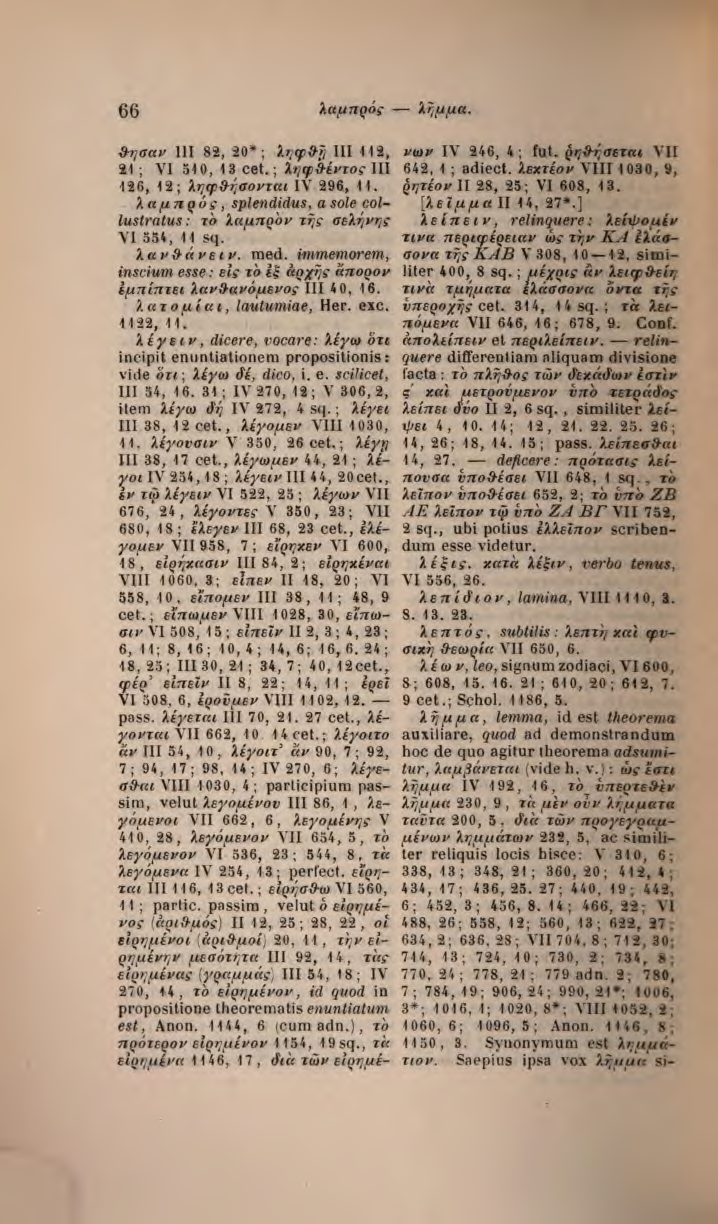 66
λαμπρός — λῆμμα.
θησαν III 82, 20*; ληφθῇ III 112,
21; VI 510, 13 cet.; ληφθέντος III
126, 12; ληφθήσονται IV 296, 11.
λαμπρός, splendidus, a sole col-
lustratus: τὸ λαμπρὸν τῆς σελήνης
VI 554, 11 sq.
λανθάνειν. med. immemorem,
inscium esse: εἰς τὸ ἐξ ἀρχῆς ἄπορον
ἐμπίπτει λανθανόμενος III 40, 16.
λατομίαι, lautumiae, Her. exc.
1122, 11.
λέγειν, dicere, vocare: λέγω ὅτι
incipit enuntiationem propositionis:
vide ὅτι; λέγω δέ, dico, i. e. scilicet,
III 54, 16. 31; IV 270, 12; V 306, 2,
item λέγω δή IV 272, 4 sq.; λέγει
III 38, 12 cet., λέγομεν VIII 1030,
11. λέγουσιν V 350, 26 cet.; λέγῃ
III 38, 17 cet., λέγωμεν 44, 21; λέ-
γοι IV 254, 18; λέγειν III 44, 20 cet.,
ἐν τῷ λέγειν VI 522, 25; λέγων VII
676, 24, λέγοντες V 350, 23; VII
680, 18; ἔλεγεν III 68, 23 cet., ἐλέ-
γομεν VII 958, 7; εἴρηκεν VI 600,
18, εἰρήκασιν III 84, 2; εἰρηκέναι
VIII 1060, 3; εἶπεν II 18, 20; VI
558, 10, εἴπομεν III 38, 11; 48, 9
cet.; εἴπωμεν VIII 1028, 30, εἴπω-
σιν VI 508, 15; εἰπεῖν II 2, 3; 4, 23;
6, 11; 8, 16; 10, 4; 14, 6; 16, 6. 24;
18, 25; III 30, 21; 34, 7; 40, 12 cet.,
φέρ' εἰπεῖν II 8, 22; 14, 11; ἐρεῖ
VI 508, 6, ἐροῦμεν VIII 1102, 12. —
pass. λέγεται III 70, 21. 27 cet., λέ-
γονται VII 662, 10. 14 cet.; λέγοιτο
ἄν III 54, 10, λέγοιτ' ἄν 90, 7; 92,
7; 94, 17; 98, 14; IV 270, 6; λέγε-
σθαι VIII 1030, 4; participium pas-
sim, velut λεγομένου III 86, 1, λε-
γόμενοι VII 662, 6, λεγομένης V
410, 28, λεγόμενον VII 654, 5, τὸ
λεγόμενον VI 536, 23; 544, 8, τὰ
λεγόμενα IV 254, 13; perfect. εἴρη-
ται III 116, 13 cet.; εἰρήσθω VI 560,
11; partic. passim, velut ὁ εἰρημέ-
νος (ἀριθμός) II 12, 25; 28, 22, οἱ
εἰρημένοι (ἀριθμοί) 20, 11, τὴν εἰ-
ρημένην μεσότητα III 92, 14, τὰς
εἰρημένας (γραμμάς) III 54, 18; IV
270, 14, τὸ εἰρημένον, id quod in
propositione theorematis enuntiatum
est, Anon. 1144, 6 (cum adn.), τὸ
πρότερον εἰρημένον 1154, 19 sq., τὰ
εἰρημένα 1146, 17, διὰ τῶν εἰρημέ-
νων IV 246, 4; fut. ῥηθήσεται VII
642, 1; adiect. λεκτέον VIII 1030, 9,
ῥητέον II 28, 25; VI 608, 13.
[λεῖμμα II 14, 27*.]
λείπειν, relinquere: λείψομέν
τινα περιφέρειαν ὡς τὴν ΚΑ ἐλάσ-
σονα τῆς ΚΑΒ V 308, 10—12, simi-
liter 400, 8 sq.; μέχρις ἂν λειφθείη
τινὰ τμήματα ἐλάσσονα ὄντα τῆς
ὑπεροχῆς cet. 314, 14 sq.; τὰ λει-
πόμενα VII 646, 16; 678, 9. Conf.
ἀπολείπειν et περιλείπειν. — relin-
quere differentiam aliquam divisione
facta: τὸ πλῆθος τῶν δεκάδων ἐστὶν
ϛ´ καὶ μετρούμενον ὑπὸ τετράδος
λείπει δύο II 2, 6 sq., similiter λεί-
ψει 4, 10. 14; 12, 21. 22. 25. 26;
14, 26; 18, 14. 15; pass. λείπεσθαι
14, 27. — deficere: πρότασις λεί-
πουσα ὑποθέσει VII 648, 1 sq., τὸ
λεῖπον ὑποθέσει 652, 2; τὸ ὑπὸ ΖΒ
ΑΕ λεῖπον τῷ ὑπὸ ΖΑ ΒΓ VII 752,
2 sq., ubi potius ἐλλεῖπον scriben-
dum esse videtur.
λέξις. κατὰ λέξιν, verbo tenus,
VI 556, 26.
λεπίδιον, lamina, VIII 1110, 3.
8. 13. 23.
λεπτός, subtilis: λεπτὴ καὶ φυ-
σικὴ θεωρία VII 650, 6.
λέων, leo, signum zodiaci, VI 600,
8; 608, 15. 16. 21; 610, 20; 612, 7.
9 cet.; Schol. 1186, 5.
λῆμμα, lemma, id est theorema
auxiliare, quod ad demonstrandum
hoc de quo agitur theorema adsumi-
tur, λαμβάνεται (vide h. v.): ὡς ἔστι
λῆμμα IV 192, 16, τὸ ὑπερτεθὲν
λῆμμα 230, 9, τὰ μὲν οὖν λήμματα
ταῦτα 200, 5, διὰ τῶν προγεγραμ-
μένων λημμάτων 232, 5, ac simili-
ter reliquis locis hisce: V 310, 6;
338, 13; 348, 21; 360, 20; 412, 4;
434, 17; 436, 25. 27; 440, 19; 442,
6; 452, 3; 456, 8. 14; 466, 22; VI
488, 26; 558, 12; 560, 13; 622, 27;
634, 2; 636, 28; VII 704, 8; 712, 30;
714, 13; 724, 10; 730, 2; 734, 8;
770, 24; 778, 21; 779 adn. 2; 780,
7; 784, 19; 906, 24; 990, 21*; 1006,
3*; 1016, 1; 1020, 8*; VIII 1052, 2;
1060, 6; 1096, 5; Anon. 1146, 8;
1150, 3. Synonymum est λημμά-
τιον. Saepius ipsa vox λῆμμα si-